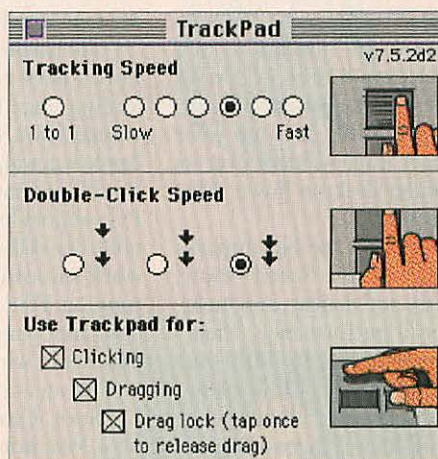 TrackPad
v7.5.2d2
Tracking Speed
1 to 1 Slow Fast
Double-Click Speed
Use Trackpad for:
Clicking
Dragging
Drag lock (tap once
to release drag)